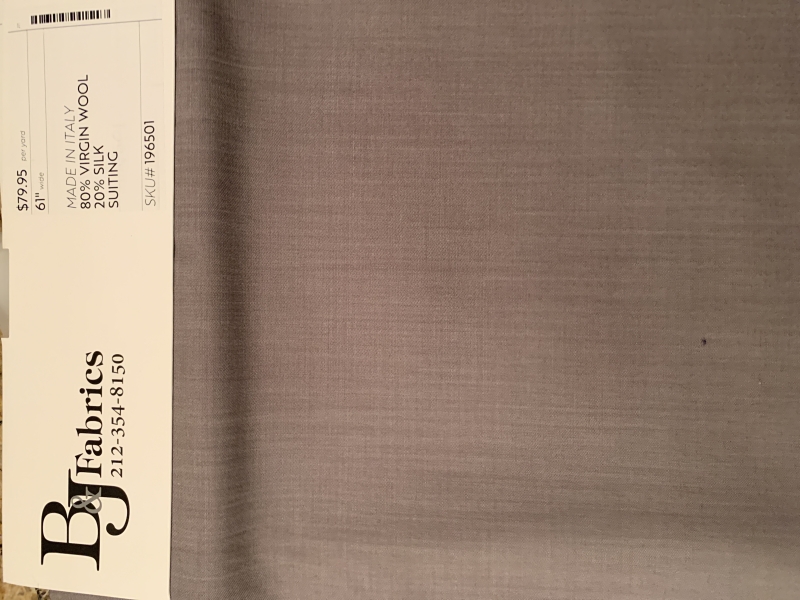 $79.95 per yard
61" wide
MADE IN ITALY
80% VIRGIN WOOL
20% SILK
SUITING
SKU# 196501
B&J Fabrics
212-354-8150